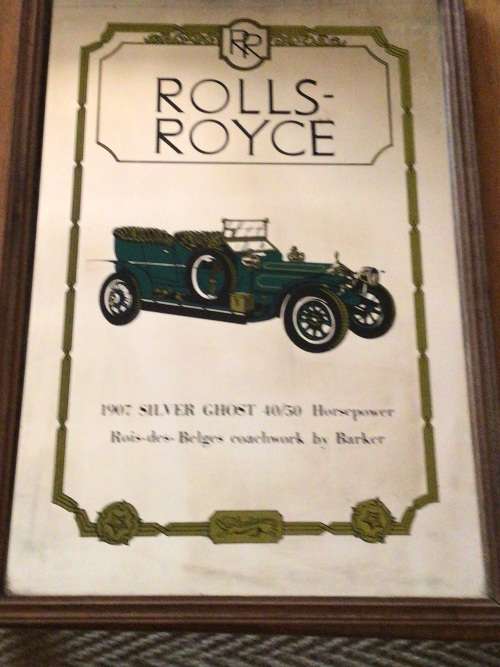 RR
ROLLS-
ROYCE
1907 SILVER GHOST 40/50 Horsepower
Rois-des-Belges coachwork by Barker